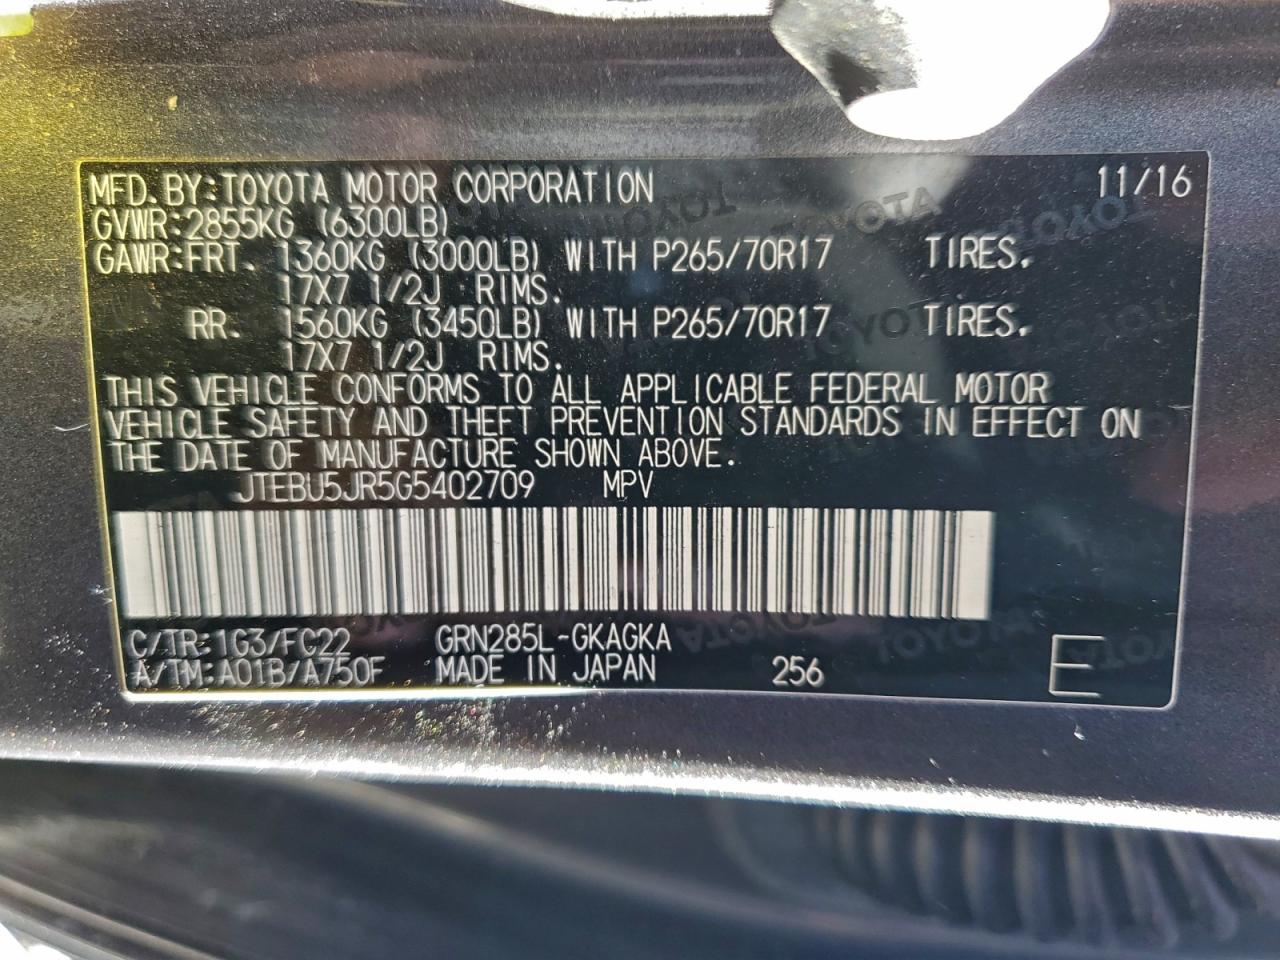 MFD. BY:TOYOTA MOTOR CORPORATION 11/16
GVWR:2855KG (6300LB)
GAWR:FRT. 1360KG (3000LB) WITH P265/70R17 TIRES.
17X7 1/2J RIMS.
RR. 1560KG (3450LB) WITH P265/70R17 TIRES.
17X7 1/2J RIMS.
THIS VEHICLE CONFORMS TO ALL APPLICABLE FEDERAL MOTOR
VEHICLE SAFETY AND THEFT PREVENTION STANDARDS IN EFFECT ON
THE DATE OF MANUFACTURE SHOWN ABOVE.
JTEBU5JR5G5402709 MPV
C/TR:1G3/FC22 GRN285L-GKAGKA
A/TM:A01B/A750F MADE IN JAPAN 256 E